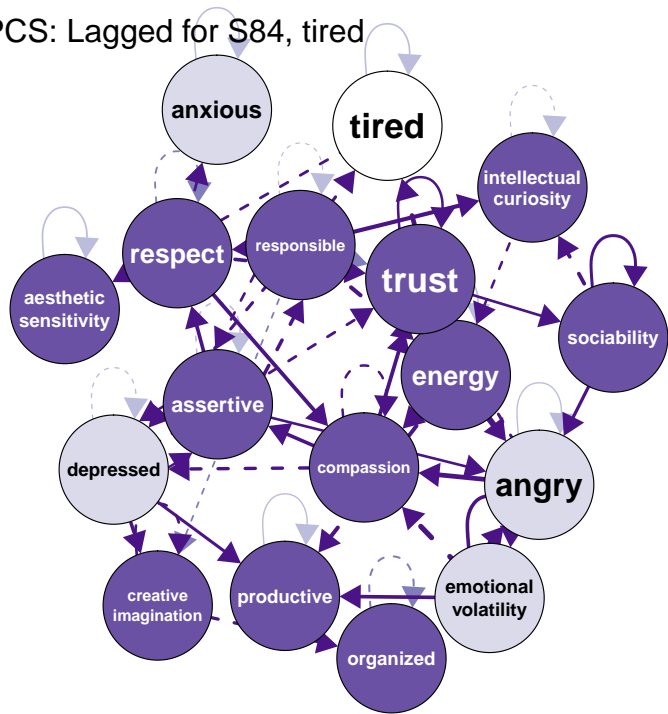 PCS: Lagged for S84, tired
anxious
tired
intellectual
curiosity
respect
responsible
trust
aesthetic
sensitivity
sociability
energy
assertive
depressed
compassion
angry
creative
imagination
productive
emotional
volatility
organized